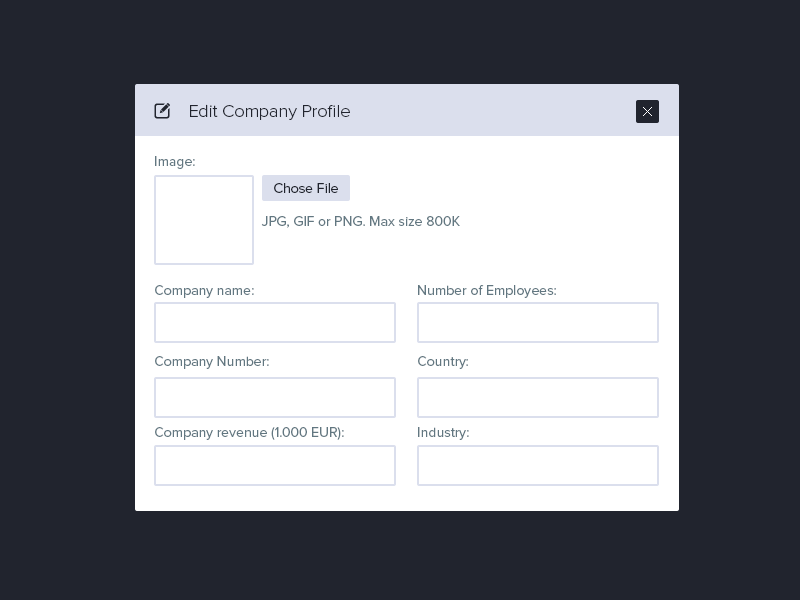 Edit Company Profile
Image:
Chose File
JPG, GIF or PNG. Max size 800K
Company name:
Number of Employees:
Company Number:
Country:
Company revenue (1.000 EUR):
Industry: